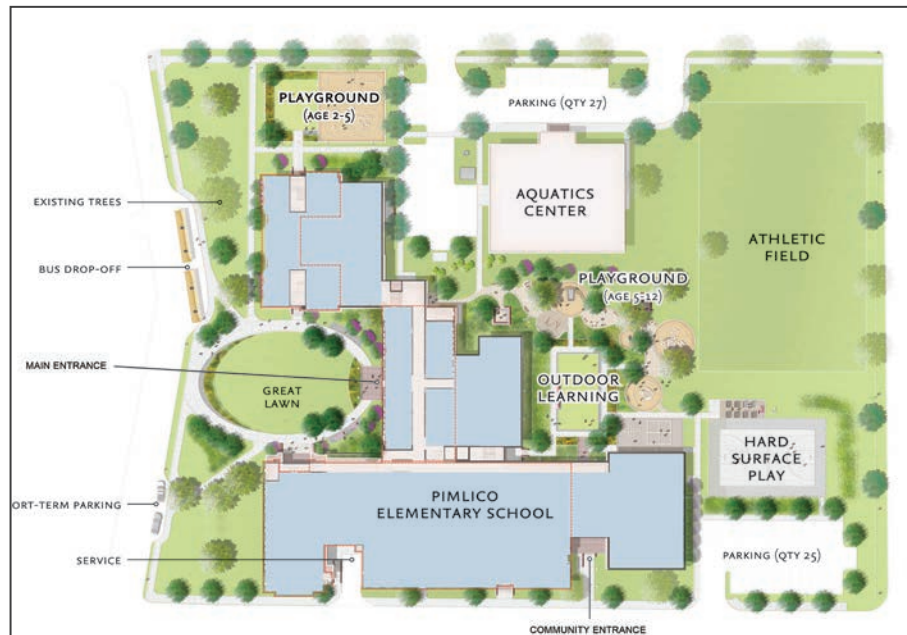 PLAYGROUND
(AGE 2-5)
PARKING (QTY 27)
EXISTING TREES
AQUATICS
CENTER
ATHLETIC
FIELD
BUS DROP-OFF
PLAYGROUND
(AGE 5-12)
MAIN ENTRANCE
GREAT
LAWN
OUTDOOR
LEARNING
HARD
SURFACE
PLAY
ORT-TERM PARKING
PIMLICO
ELEMENTARY SCHOOL
SERVICE
PARKING (QTY 25)
COMMUNITY ENTRANCE